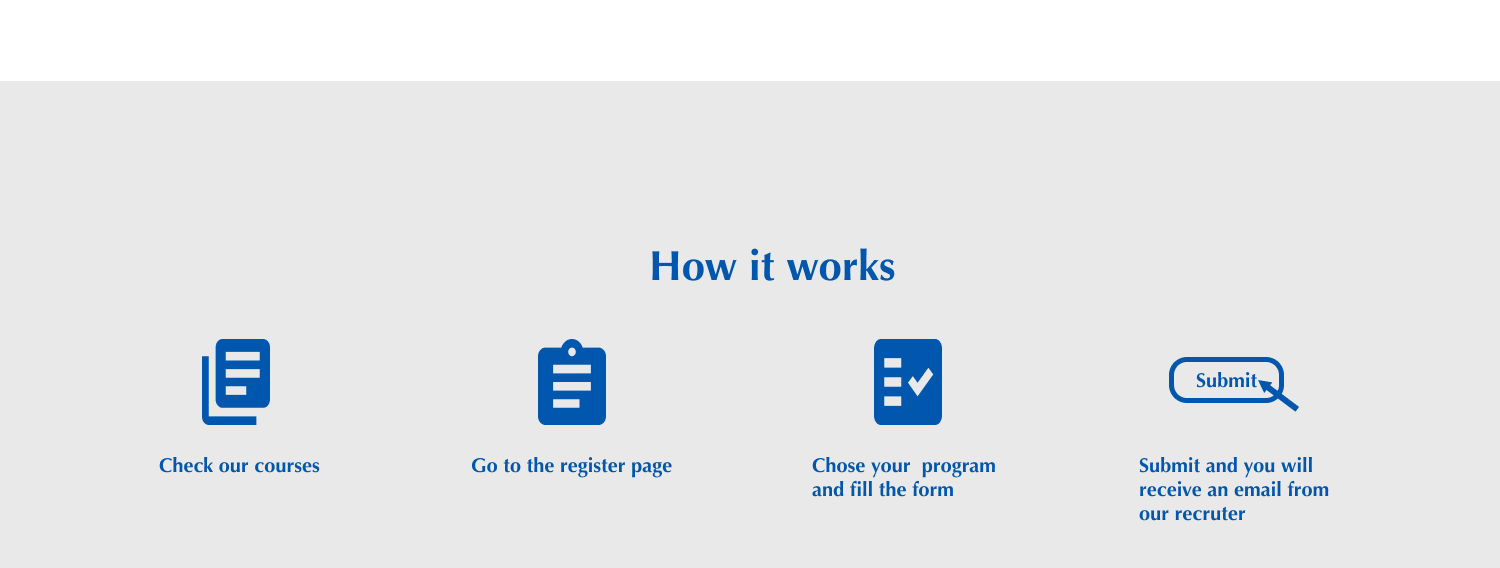 How it works
Submit
Check our courses
Go to the register page
Chose your  program
and fill the form
Submit and you will
receive an email from
our recruter